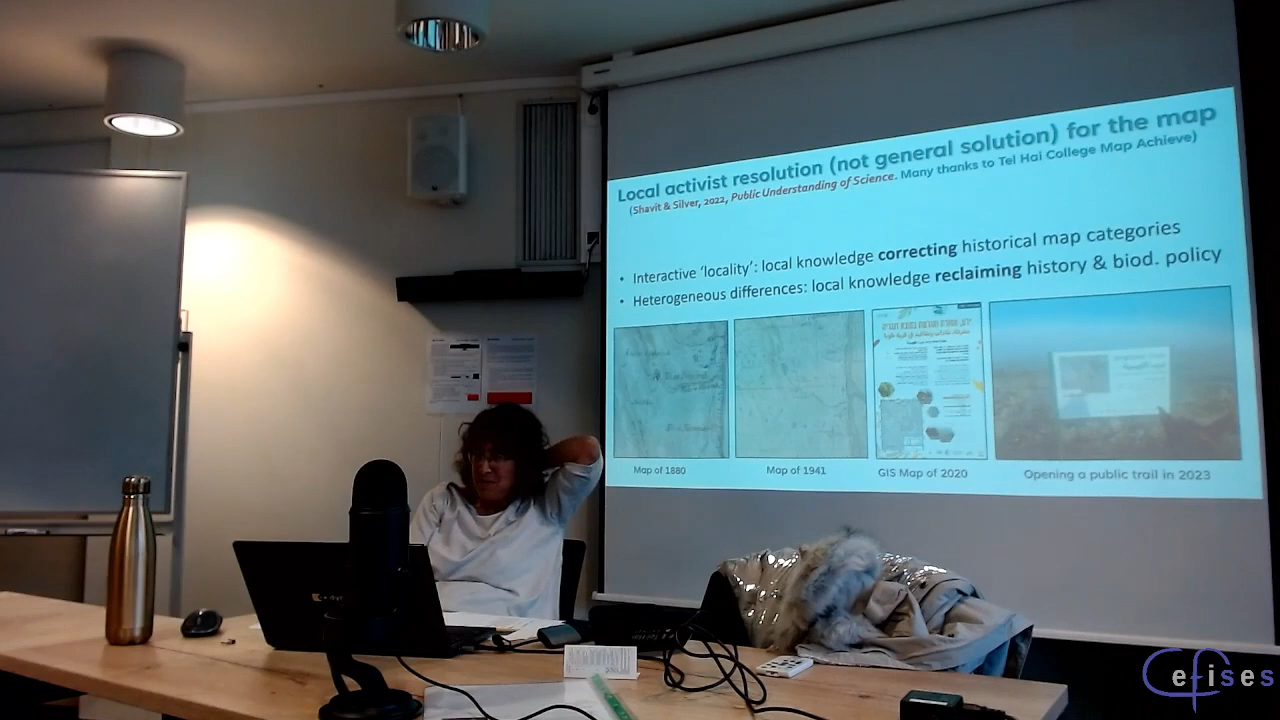 Local activist resolution (not general solution) for the map
(Shavit & Silver, 2022, Public Understanding of Science. Many thanks to Tel Hai College Map Achieve)
• Interactive ‘locality’: local knowledge correcting historical map categories
• Heterogeneous differences: local knowledge reclaiming history & biod. policy
Map of 1880
Map of 1941
GIS Map of 2020
Opening a public trail in 2023
Cefises